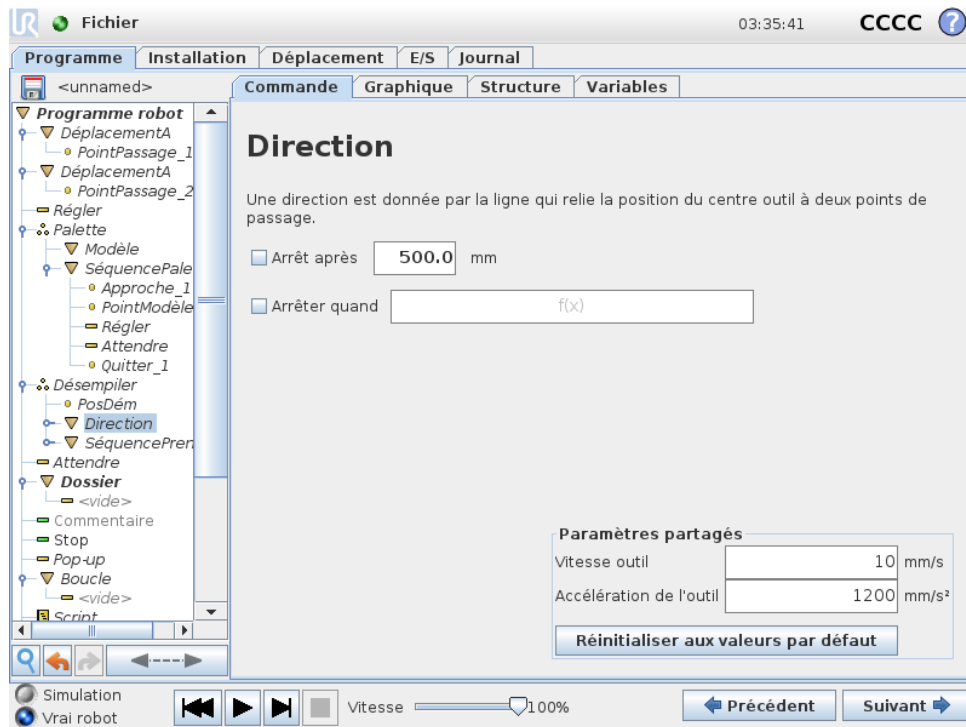 UR Fichier 03:35:41 CCCC ?
Programme Installation Déplacement E/S Journal
<unnamed> Commande Graphique Structure Variables
Programme robot
DéplacementA
PointPassage_1
DéplacementA
PointPassage_2
Régler
Palette
Modèle
SéquencePale
Approche_1
PointModèle
Régler
Attendre
Quitter_1
Désempiler
PosDém
Direction
SéquencePren
Attendre
Dossier
<vide>
Commentaire
Stop
Pop-up
Boucle
<vide>
Script
Direction
Une direction est donnée par la ligne qui relie la position du centre outil à deux points de
passage.
Arrêt après 500.0 mm
Arrêter quand f(x)
Paramètres partagés
Vitesse outil 10 mm/s
Accélération de l'outil 1200 mm/s²
Réinitialiser aux valeurs par défaut
Simulation
Vrai robot
Vitesse 100%
Précédent Suivant